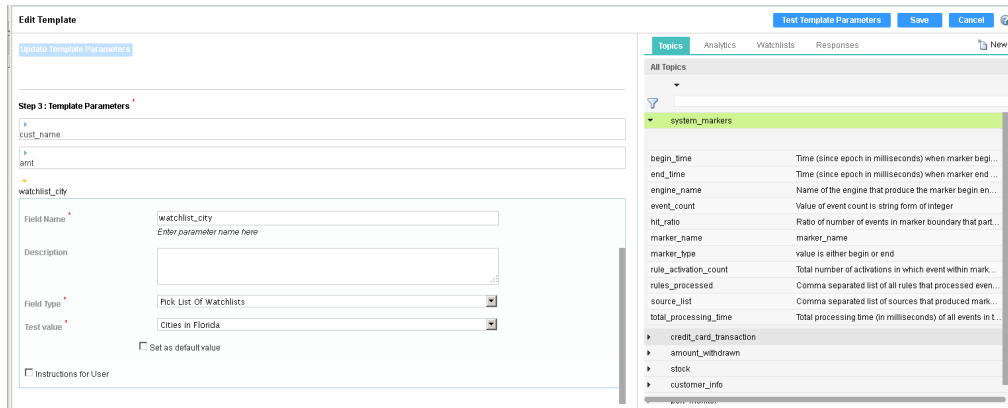 Edit Template
Test Template Parameters
Save
Cancel
Update Template Parameters
Step 3 : Template Parameters *
cust_name
amt
watchlist_city
Field Name *
watchlist_city
Enter parameter name here
Description
Field Type *
Pick List Of Watchlists
Test value *
Cities in Florida
Set as default value
Instructions for User
Topics
Analytics
Watchlists
Responses
New
All Topics
system_markers
begin_time Time (since epoch in milliseconds) when marker begi...
end_time Time (since epoch in milliseconds) when marker end ...
engine_name Name of the engine that produce the marker begin en...
event_count Value of event count is string form of integer
hit_ratio Ratio of number of events in marker boundary that part...
marker_name marker_name
marker_type value is either begin or end
rule_activation_count Total number of activations in which event within mark...
rules_processed Comma separated list of all rules that processed even...
source_list Comma separated list of sources that produced mark...
total_processing_time Total processing time (in milliseconds) of all events in t...
credit_card_transaction
amount_withdrawn
stock
customer_info